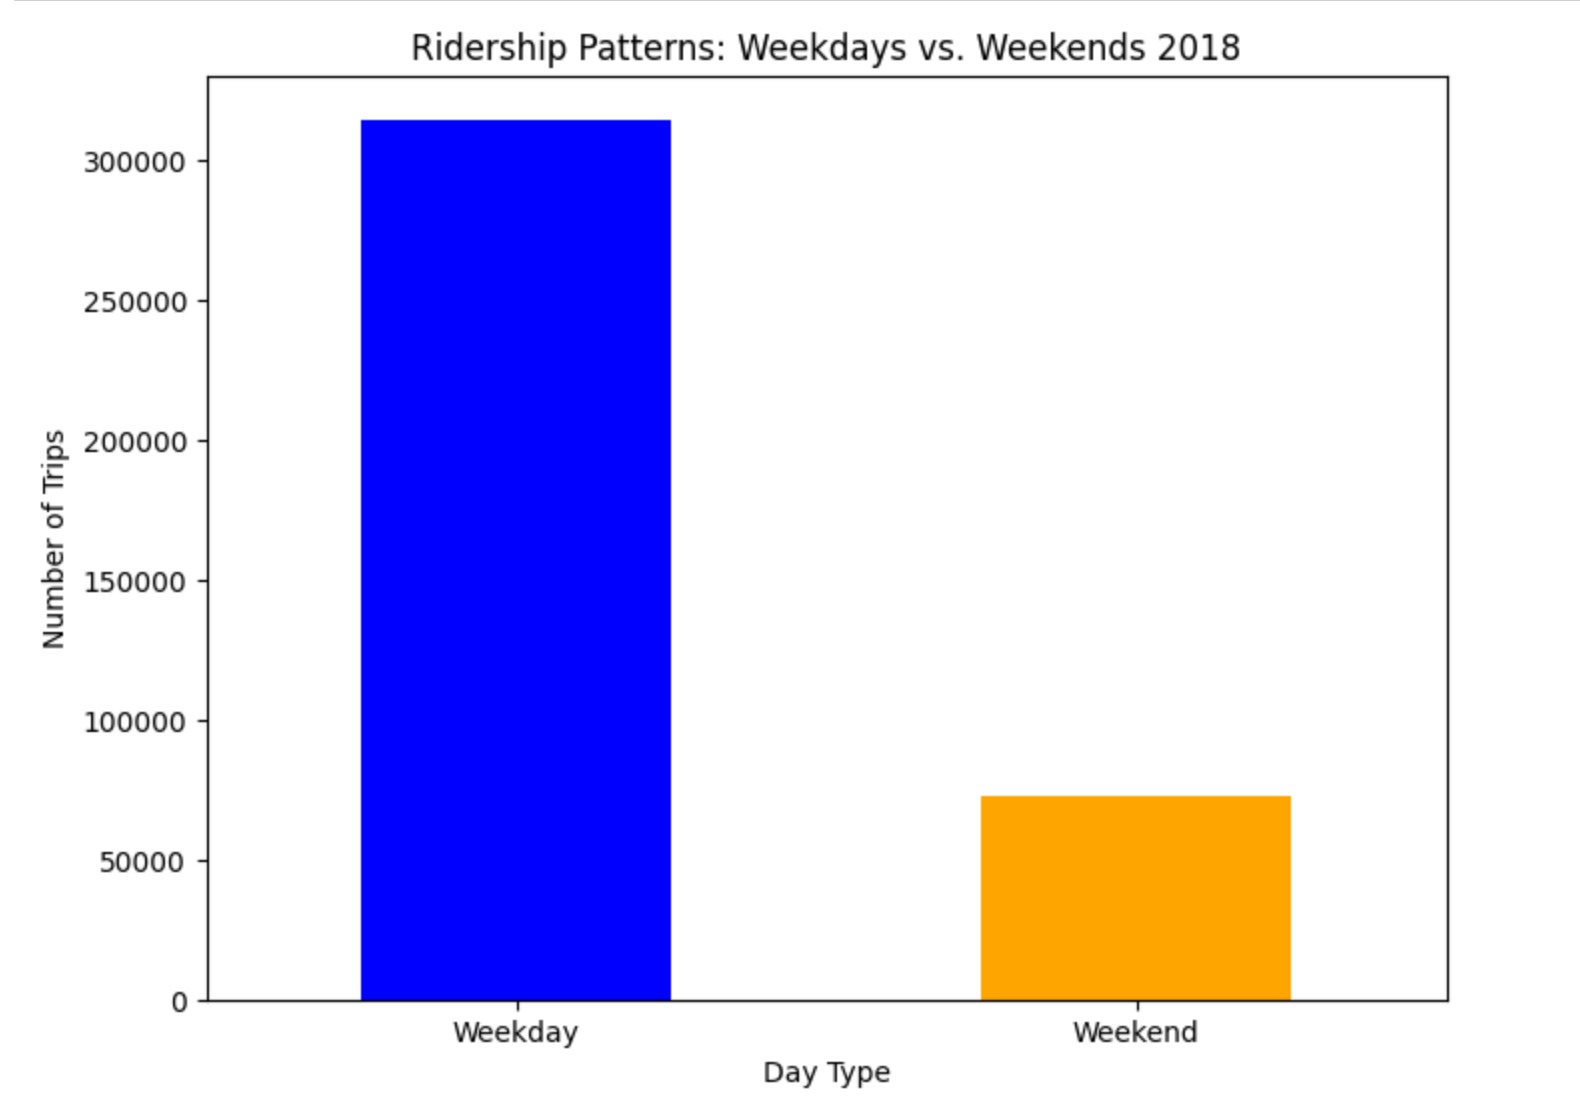 Ridership Patterns: Weekdays vs. Weekends 2018
Number of Trips
300000
250000
200000
150000
100000
50000
0
Weekday
Weekend
Day Type